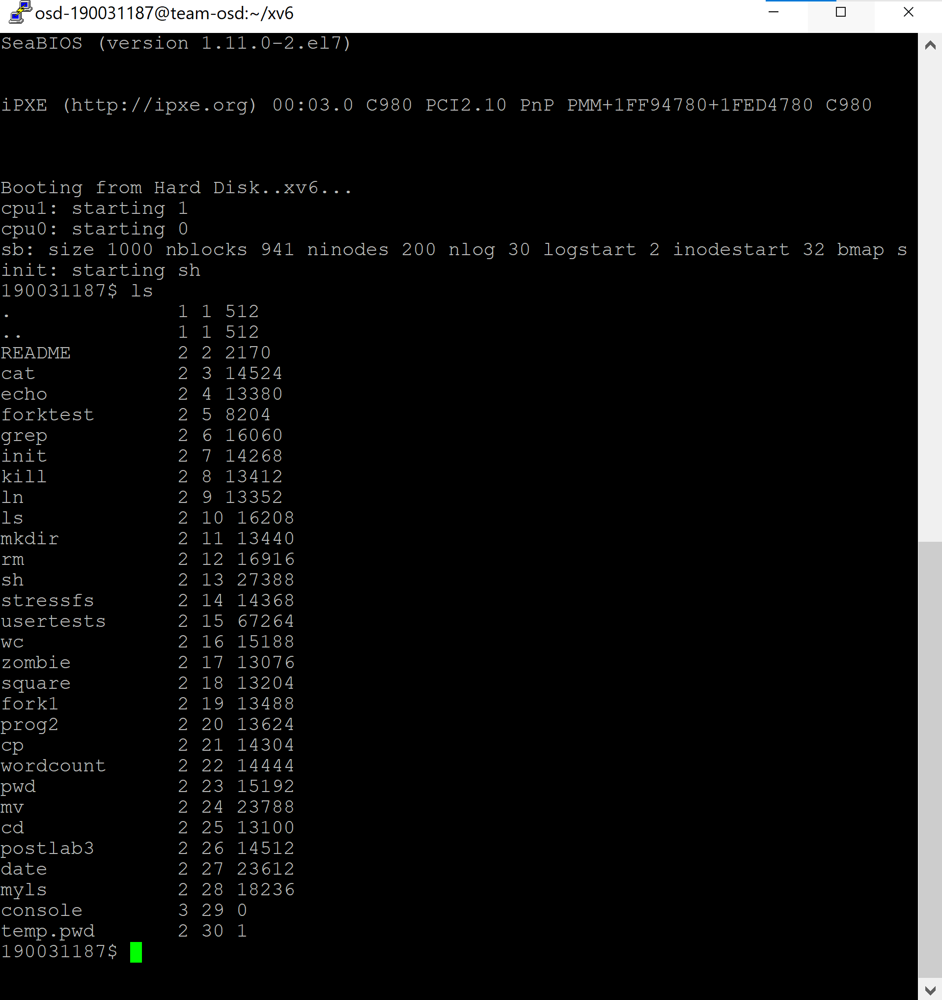 osd-190031187@team-osd:~/xv6
SeaBIOS (version 1.11.0-2.el7)
iPXE (http://ipxe.org) 00:03.0 C980 PCI2.10 PnP PMM+1FF94780+1FED4780 C980
Booting from Hard Disk..xv6...
cpu1: starting 1
cpu0: starting 0
sb: size 1000 nblocks 941 ninodes 200 nlog 30 logstart 2 inodestart 32 bmap s
init: starting sh
190031187$ ls
. 1 1 512
.. 1 1 512
README 2 2 2170
cat 2 3 14524
echo 2 4 13380
forktest 2 5 8204
grep 2 6 16060
init 2 7 14268
kill 2 8 13412
ln 2 9 13352
ls 2 10 16208
mkdir 2 11 13440
rm 2 12 16916
sh 2 13 27388
stressfs 2 14 14368
usertests 2 15 67264
wc 2 16 15188
zombie 2 17 13076
square 2 18 13204
fork1 2 19 13488
prog2 2 20 13624
cp 2 21 14304
wordcount 2 22 14444
pwd 2 23 15192
mv 2 24 23788
cd 2 25 13100
postlab3 2 26 14512
date 2 27 23612
myls 2 28 18236
console 3 29 0
temp.pwd 2 30 1
190031187$